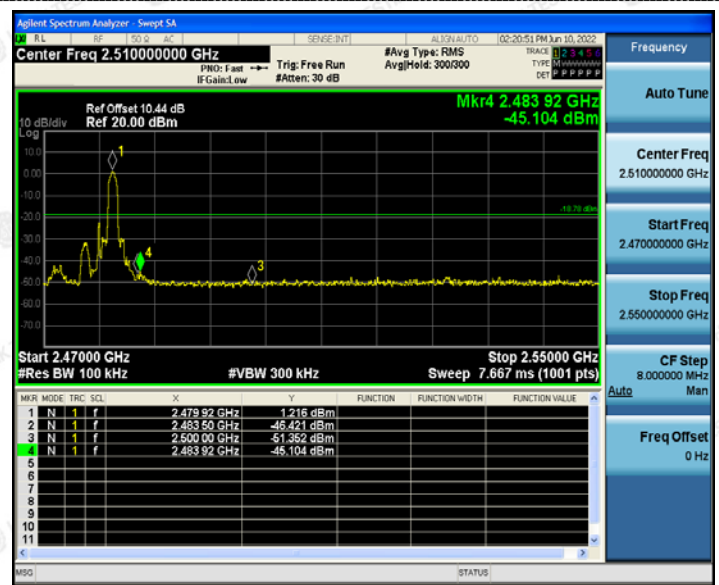 Agilent Spectrum Analyzer - Swept SA
RL RF 50 Ω AC SENSE:INT ALIGN AUTO 02:20:51 PM Jun 10, 2022
Center Freq 2.510000000 GHz
PNO: Fast
IFGain:Low
Trig: Free Run
#Atten: 30 dB
#Avg Type: RMS
Avg|Hold: 300/300
TRACE 1 2 3 4 5 6
TYPE M W W W W W
DET P P P P P P
Frequency
Auto Tune
Center Freq
2.510000000 GHz
Start Freq
2.470000000 GHz
Stop Freq
2.550000000 GHz
CF Step
8.000000 MHz
Auto Man
Freq Offset
0 Hz
Mkr4 2.483 92 GHz
-45.104 dBm
Ref Offset 10.44 dB
10 dB/div Ref 20.00 dBm
Log
10.0
0.00
-10.0
-20.0
-30.0
-40.0
-50.0
-60.0
-70.0
1
4
3
-18.78 dBm
Start 2.47000 GHz Stop 2.55000 GHz
#Res BW 100 kHz #VBW 300 kHz Sweep 7.667 ms (1001 pts)
MKR MODE TRC SCL X Y FUNCTION FUNCTION WIDTH FUNCTION VALUE
1 N 1 f 2.479 92 GHz 1.216 dBm
2 N 1 f 2.483 50 GHz -46.421 dBm
3 N 1 f 2.500 00 GHz -51.352 dBm
4 N 1 f 2.483 92 GHz -45.104 dBm
5
6
7
8
9
10
11
MSG STATUS